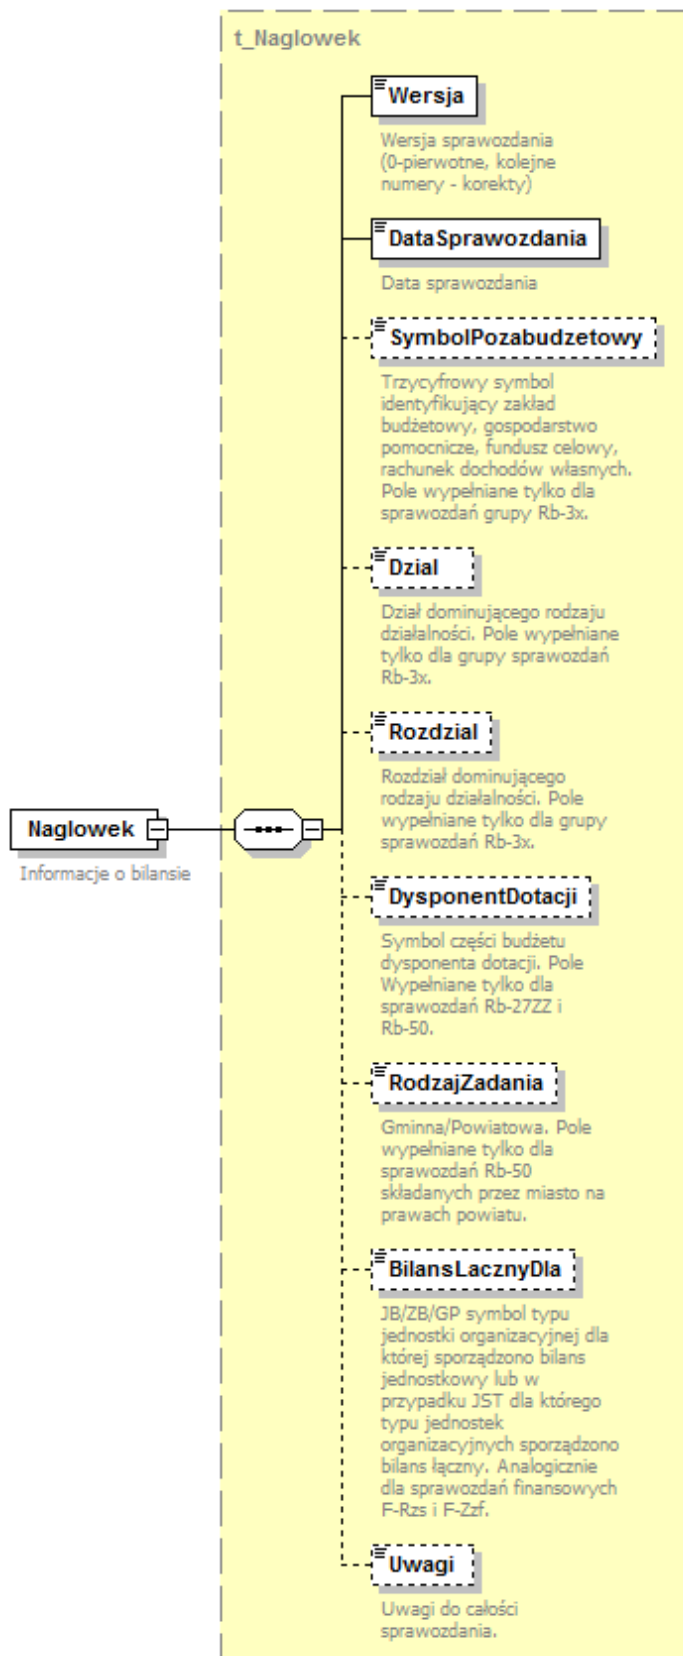 t_Naglowek
Wersja
Wersja sprawozdania
(0-pierwotne, kolejne
numery - korekty)
DataSprawozdania
Data sprawozdania
SymbolPozabudzetowy
Trzycyfrowy symbol
identyfikujący zakład
budżetowy, gospodarstwo
pomocnicze, fundusz celowy,
rachunek dochodów własnych.
Pole wypełniane tylko dla
sprawozdań grupy Rb-3x.
Dzial
Dział dominującego rodzaju
działalności. Pole wypełniane
tylko dla grupy sprawozdań
Rb-3x.
Rozdzial
Rozdział dominującego
rodzaju działalności. Pole
wypełniane tylko dla grupy
sprawozdań Rb-3x.
Naglowek
Informacje o bilansie
DysponentDotacji
Symbol części budżetu
dysponenta dotacji. Pole
Wypełniane tylko dla
sprawozdań Rb-27ZZ i
Rb-50.
RodzajZadania
Gminna/Powiatowa. Pole
wypełniane tylko dla
sprawozdań Rb-50
składanych przez miasto na
prawach powiatu.
BilansLacznyDla
JB/ZB/GP symbol typu
jednostki organizacyjnej dla
której sporządzono bilans
jednostkowy lub w
przypadku JST dla którego
typu jednostek
organizacyjnych sporządzono
bilans łączny. Analogicznie
dla sprawozdań finansowych
F-Rzs i F-Zzf.
Uwagi
Uwagi do całości
sprawozdania.